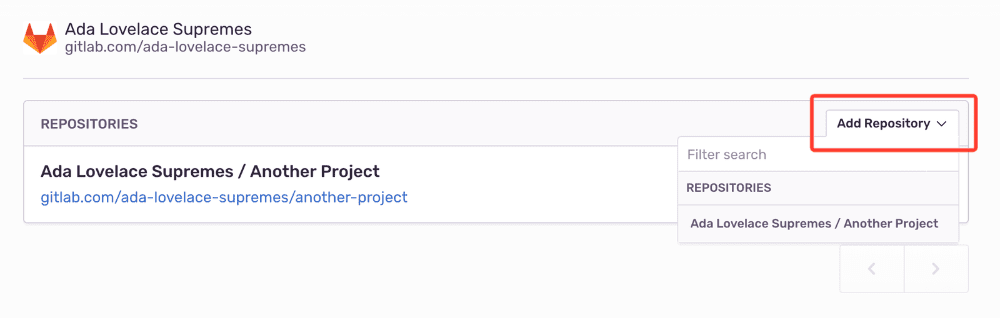 Ada Lovelace Supremes
gitlab.com/ada-lovelace-supremes
REPOSITORIES
Add Repository
Ada Lovelace Supremes / Another Project
gitlab.com/ada-lovelace-supremes/another-project
Filter search
REPOSITORIES
Ada Lovelace Supremes / Another Project